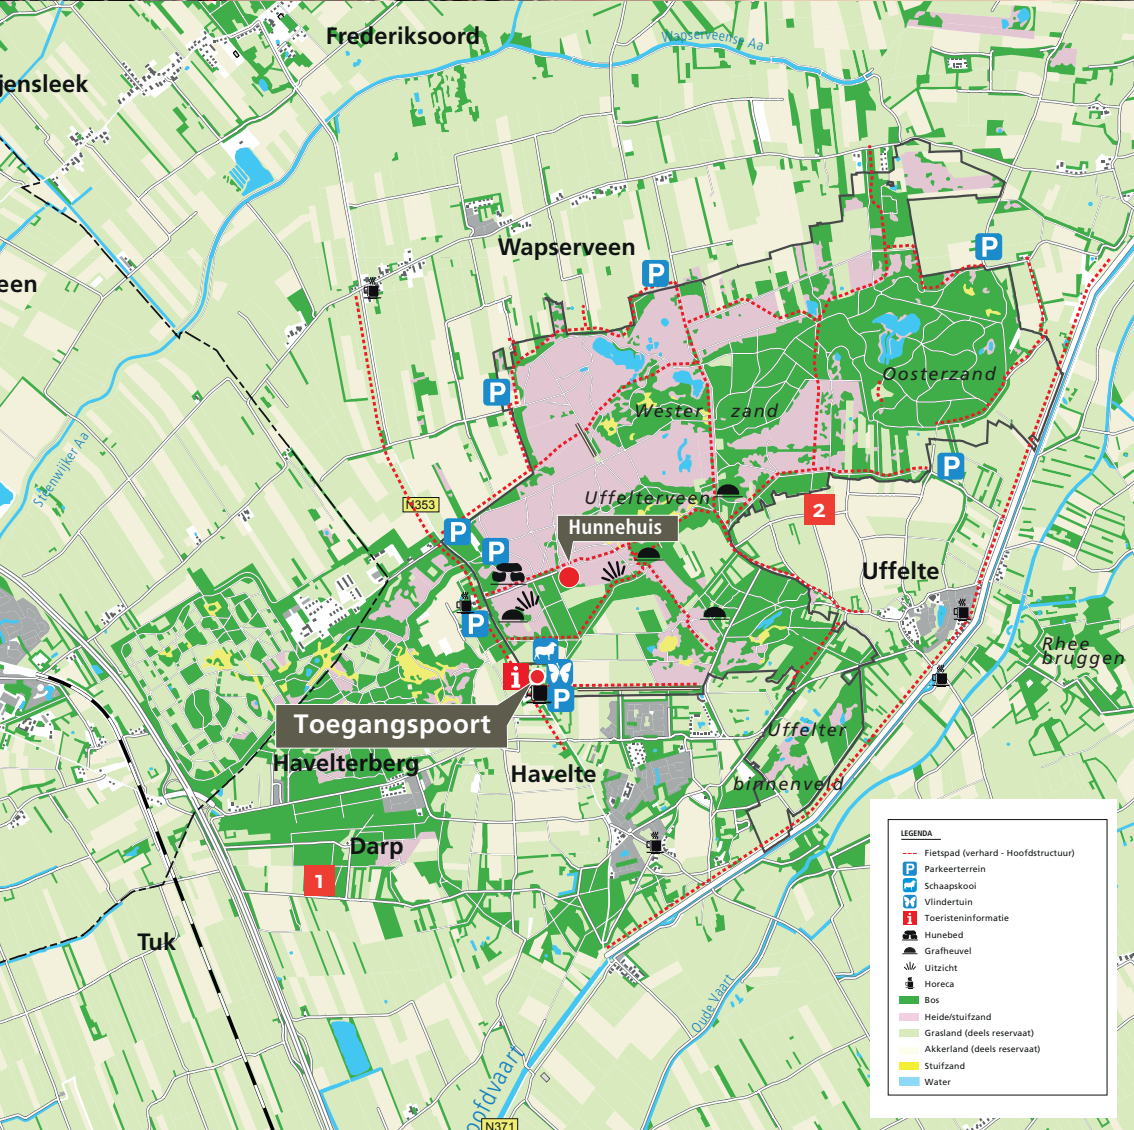 Frederiksoord
Wapserveense Aa
jensleek
Wapserveen
P
P
een
Oosterzand
P
Wester zand
Steenwijker Aa
P
Uffelterveen
N353
2
P
Hunnehuis
P
Uffelte
P
Rhee
bruggen
i
P
Toegangspoort
Uffelter
Havelterberg
Havelte
binnenveld
Darp
1
Tuk
Oude Vaart
oofdvaart
N371
LEGENDA
Fietspad (verhard - Hoofdstructuur)
P Parkeerterrein
Schaapskooi
Vlindertuin
i Toeristeninformatie
Hunebed
Grafheuvel
Uitzicht
Horeca
Bos
Heide/stuifzand
Grasland (deels reservaat)
Akkerland (deels reservaat)
Stuifzand
Water